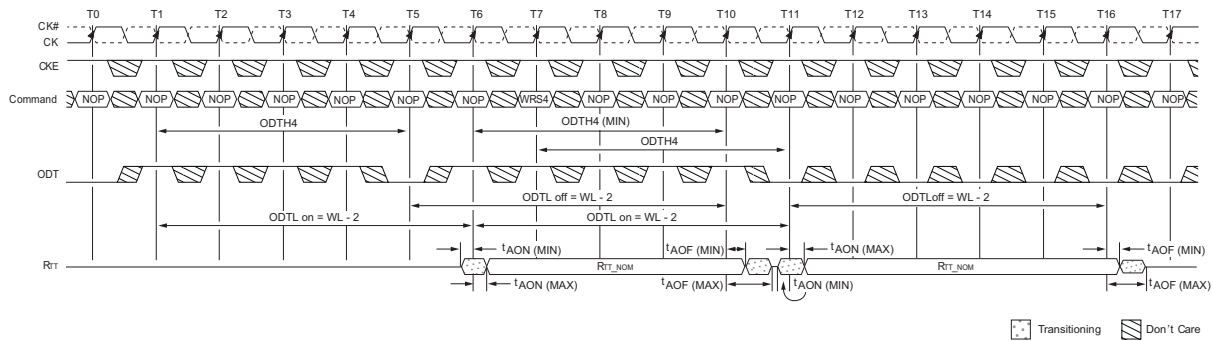 T0 T1 T2 T3 T4 T5 T6 T7 T8 T9 T10 T11 T12 T13 T14 T15 T16 T17
CK#
CK
CKE
Command NOP NOP NOP NOP NOP NOP NOP WRS4 NOP NOP NOP NOP NOP NOP NOP NOP NOP NOP
ODTH4 ODTH4 (MIN)
ODTH4
ODT
ODTL off = WL - 2 ODTLoff = WL - 2
ODTL on = WL - 2 ODTL on = WL - 2
tAON (MIN) tAOF (MIN) tAON (MAX) tAOF (MIN)
RTT RTT_NOM RTT_NOM
tAON (MAX) tAOF (MAX) tAON (MIN) tAOF (MAX)
Transitioning Don't Care